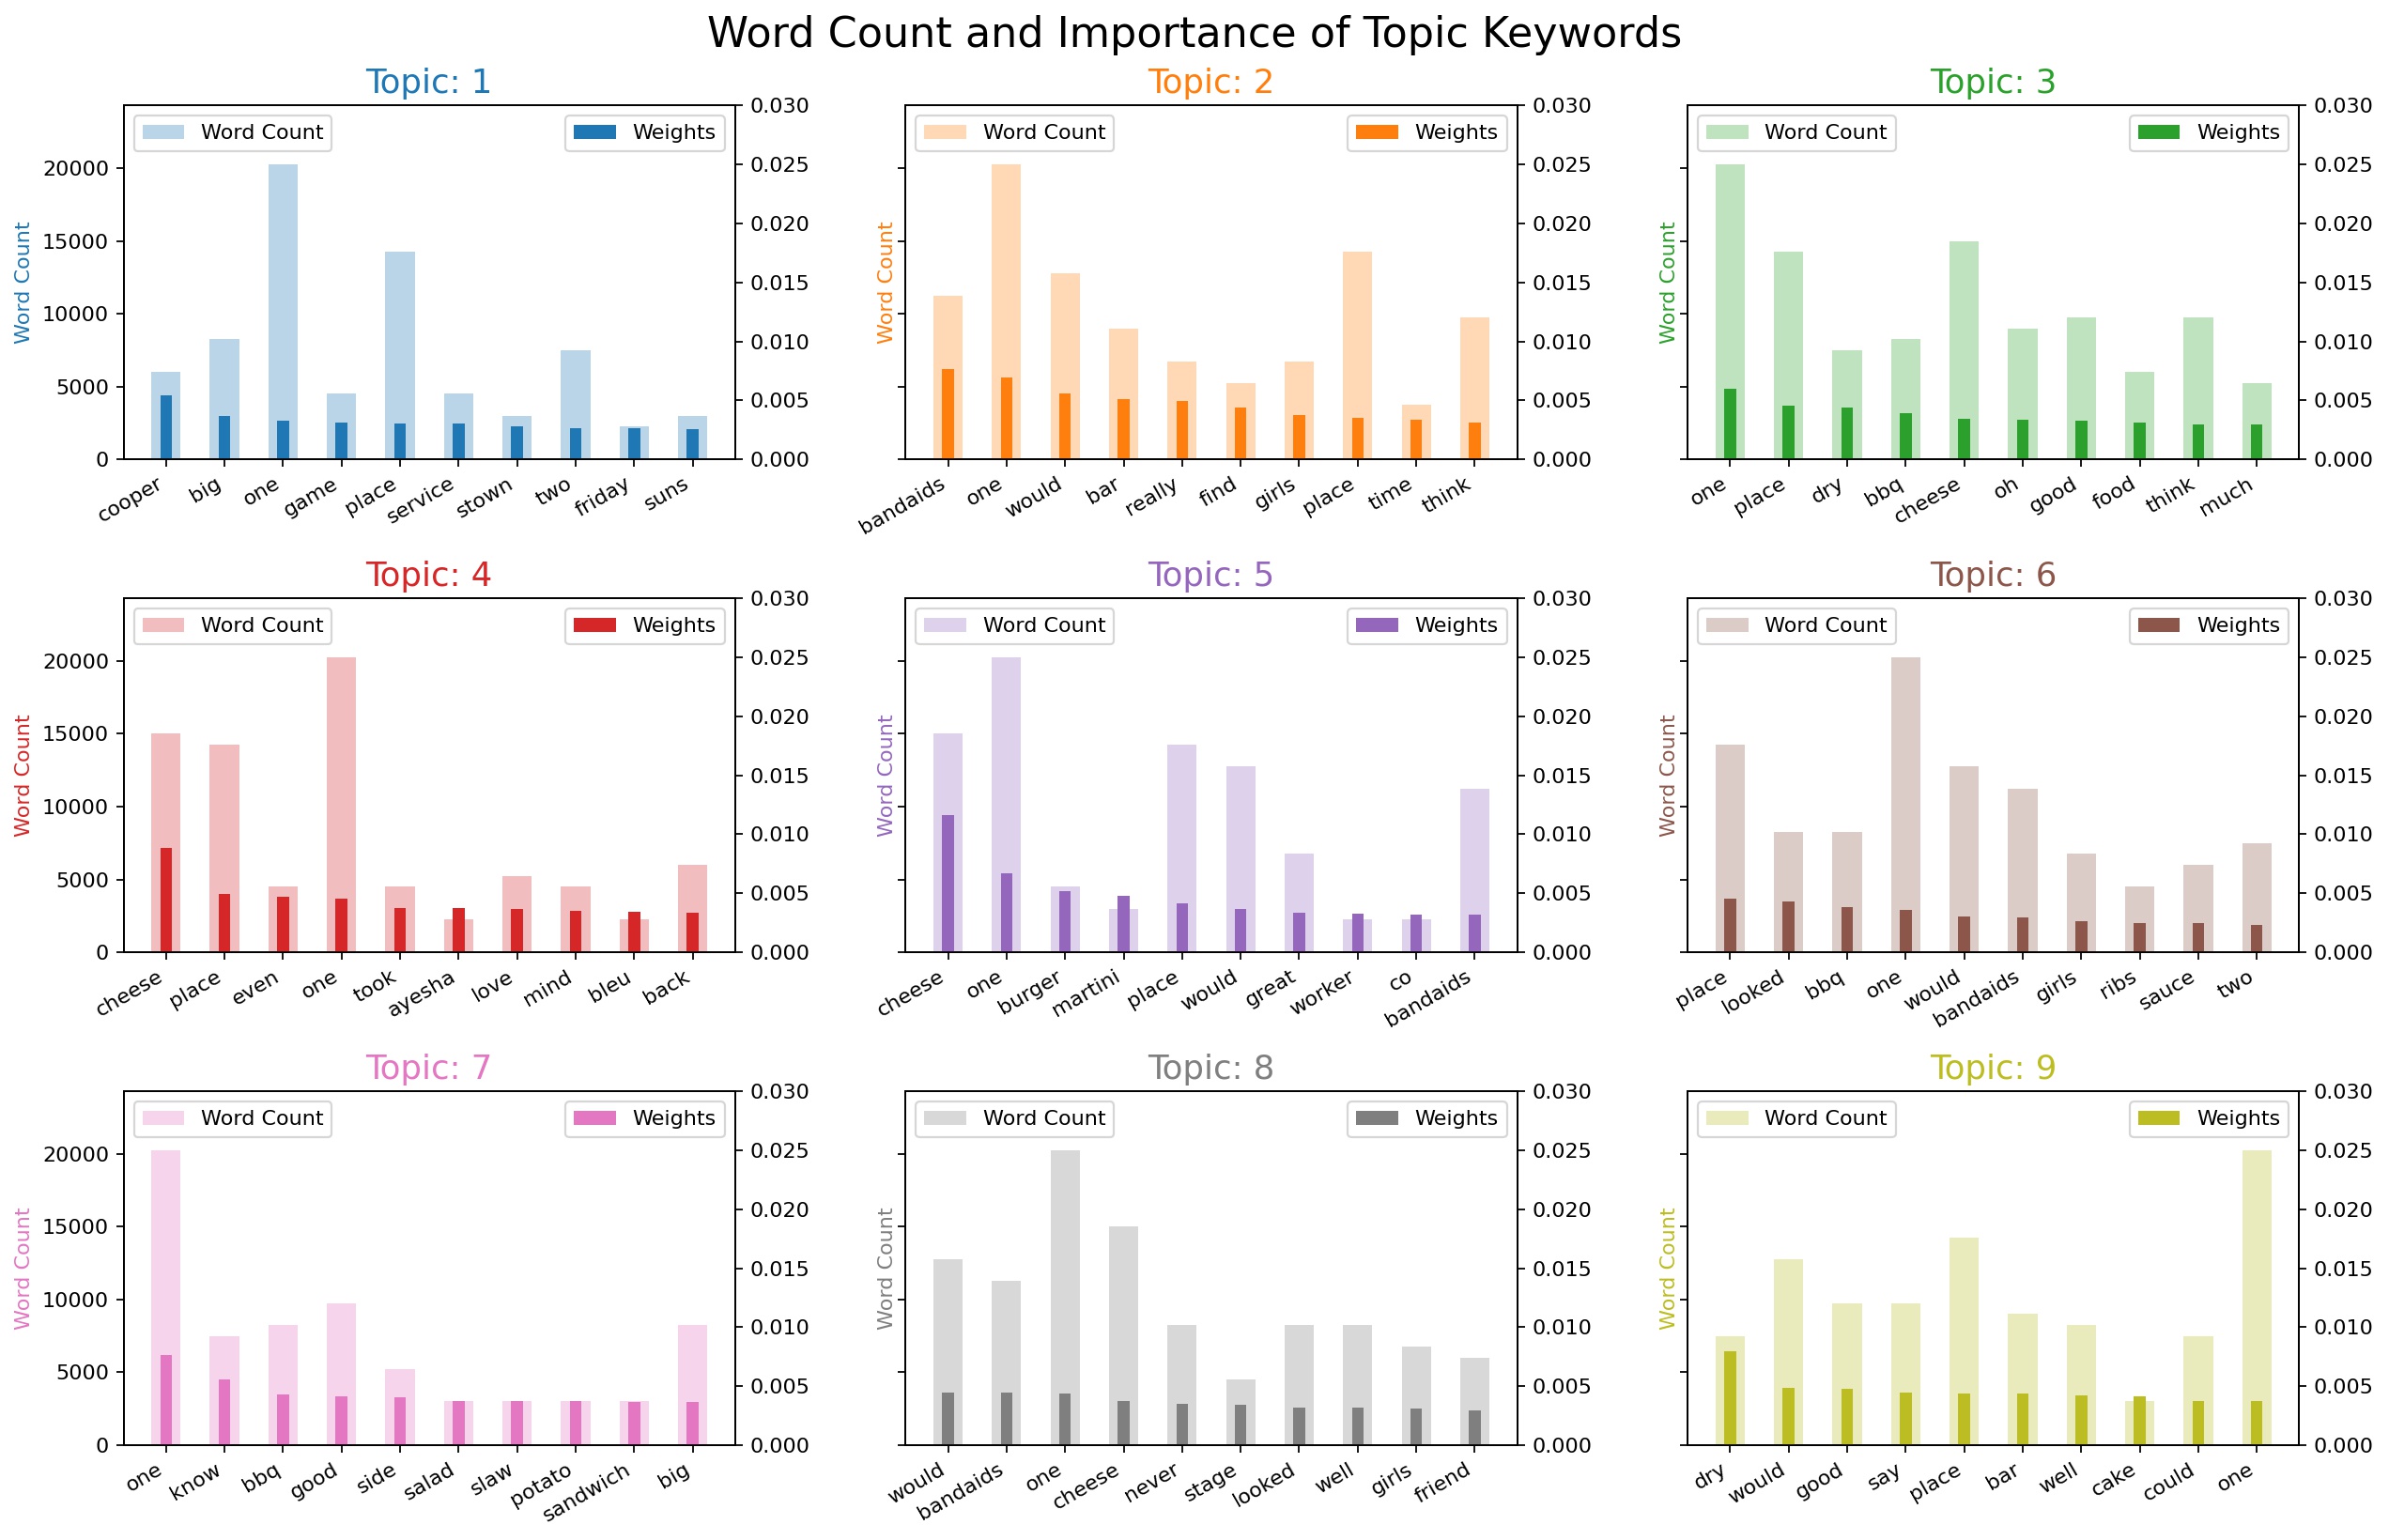 Word Count and Importance of Topic Keywords
Topic: 1
Word Count
Weights
Word Count
20000
15000
10000
5000
0
0.030
0.025
0.020
0.015
0.010
0.005
0.000
cooper big one game place service stown two friday suns
Topic: 2
Word Count
Weights
Word Count
0.030
0.025
0.020
0.015
0.010
0.005
0.000
bandaids one would bar really find girls place time think
Topic: 3
Word Count
Weights
Word Count
0.030
0.025
0.020
0.015
0.010
0.005
0.000
one place dry bbq cheese oh good food think much
Topic: 4
Word Count
Weights
Word Count
20000
15000
10000
5000
0
0.030
0.025
0.020
0.015
0.010
0.005
0.000
cheese place even one took ayesha love mind bleu back
Topic: 5
Word Count
Weights
Word Count
0.030
0.025
0.020
0.015
0.010
0.005
0.000
cheese one burger martini place would great worker co bandaids
Topic: 6
Word Count
Weights
Word Count
0.030
0.025
0.020
0.015
0.010
0.005
0.000
place looked bbq one would bandaids girls ribs sauce two
Topic: 7
Word Count
Weights
Word Count
20000
15000
10000
5000
0
0.030
0.025
0.020
0.015
0.010
0.005
0.000
one know bbq good side salad slaw potato sandwich big
Topic: 8
Word Count
Weights
Word Count
0.030
0.025
0.020
0.015
0.010
0.005
0.000
would bandaids one cheese never stage looked well girls friend
Topic: 9
Word Count
Weights
Word Count
0.030
0.025
0.020
0.015
0.010
0.005
0.000
dry would good say place bar well cake could one